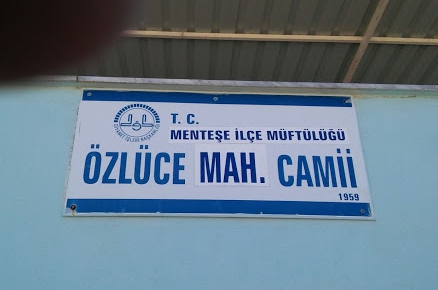 T. C.
MENTEŞE İLÇE MÜFTÜLÜĞÜ
ÖZLÜCE MAH. CAMİİ
1959